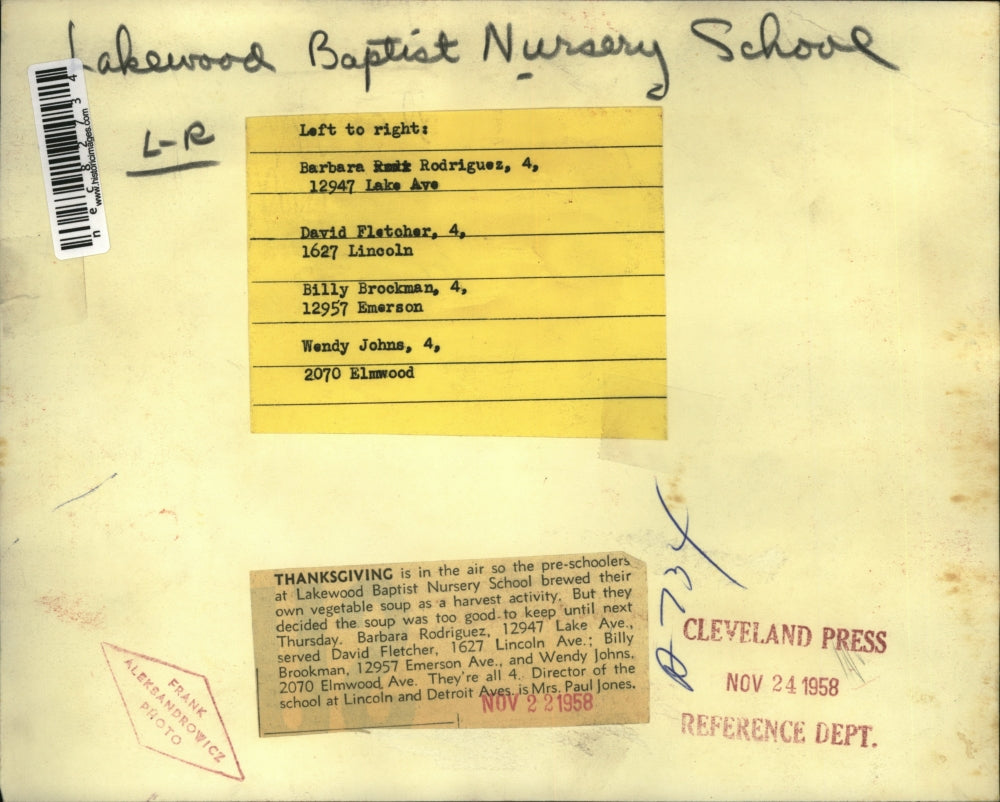 Lakewood Baptist Nursery School
L-R
nec82734
www.historicimages.com
Left to right:
Barbara Rodriguez, 4,
12947 Lake Ave
David Fletcher, 4,
1627 Lincoln
Billy Brockman, 4,
12957 Emerson
Wendy Johns, 4,
2070 Elmwood
THANKSGIVING is in the air so the pre-schoolers
at Lakewood Baptist Nursery School brewed their
own vegetable soup as a harvest activity. But they
decided the soup was too good to keep until next
Thursday. Barbara Rodriguez, 12947 Lake Ave.,
served David Fletcher, 1627 Lincoln Ave.; Billy
Brookman, 12957 Emerson Ave., and Wendy Johns,
2070 Elmwood Ave. They're all 4. Director of the
school at Lincoln and Detroit Aves. is Mrs. Paul Jones.
NOV 22 1958
A-734
CLEVELAND PRESS
NOV 24 1958
REFERENCE DEPT.
FRANK
ALEKSANDROWICZ
PHOTO